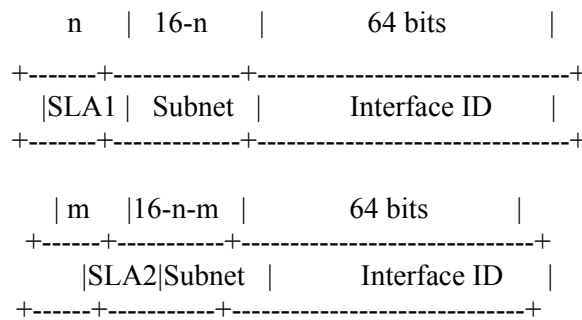 n | 16-n | 64 bits |
+-------+--------------+---------------------------------+
|SLA1 | Subnet | Interface ID |
+-------+--------------+---------------------------------+
| m |16-n-m | 64 bits |
+------+-----------+-------------------------------+
|SLA2|Subnet | Interface ID |
+------+-----------+-------------------------------+